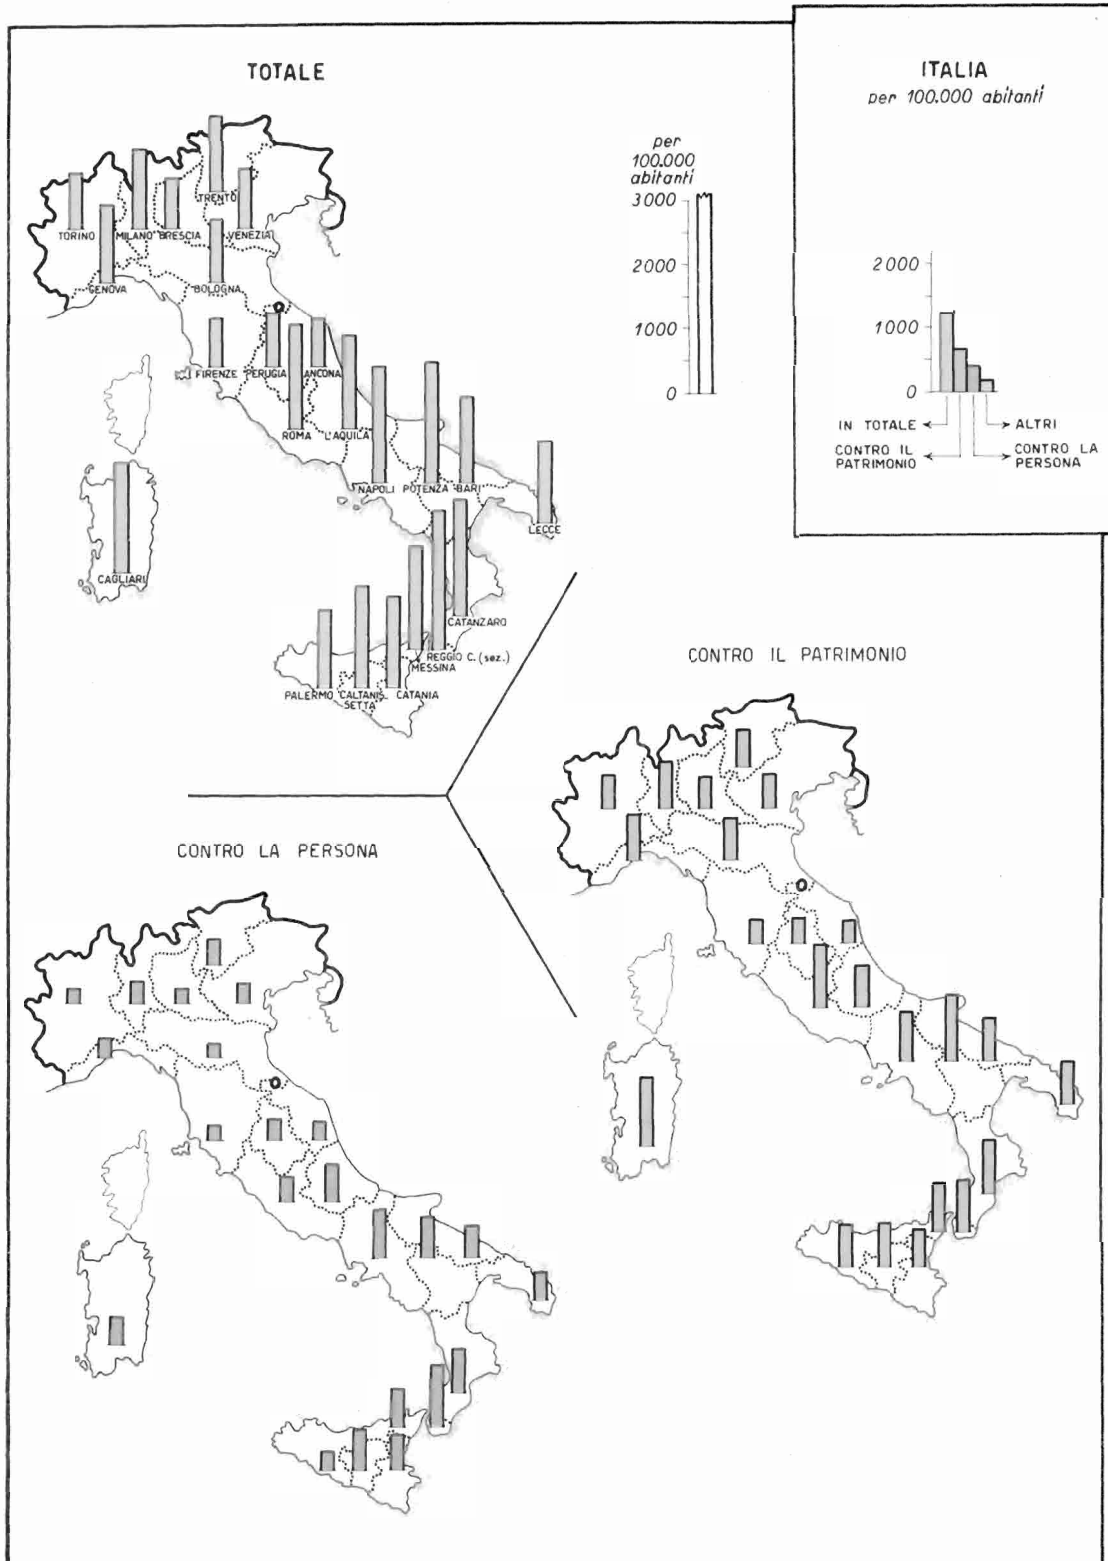 TOTALE
ITALIA
per 100.000 abitanti
per
100.000
abitanti
3000
2000
1000
0
2000
1000
0
IN TOTALE
ALTRI
CONTRO IL
PATRIMONIO
CONTRO LA
PERSONA
TRENTO
TORINO
MILANO
BRESCIA
VENEZIA
GENOVA
BOLOGNA
FIRENZE
PERUGIA
ANCONA
ROMA
L'AQUILA
NAPOLI
POTENZA
BARI
LECCE
CAGLIARI
CATANZARO
REGGIO C. (sez.)
MESSINA
PALERMO
CALTANIS-
SETTA
CATANIA
CONTRO IL PATRIMONIO
CONTRO LA PERSONA